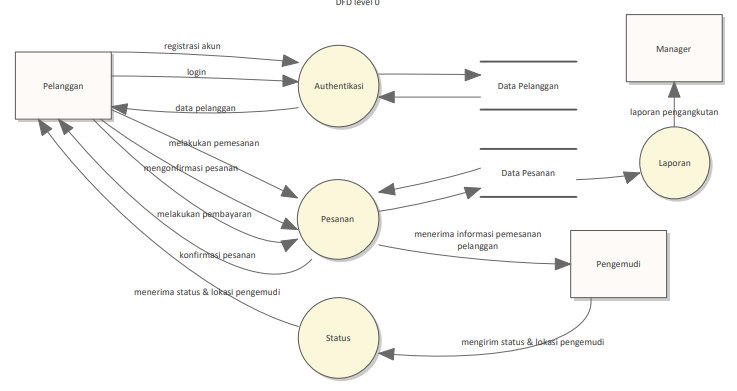 DFD level 0
Manager
Pelanggan
registrasi akun
login
data pelanggan
Authentikasi
Data Pelanggan
laporan pengangkutan
melakukan pemesanan
mengonfirmasi pesanan
Data Pesanan
Laporan
melakukan pembayaran
Pesanan
menerima informasi pemesanan
pelanggan
konfirmasi pesanan
Pengemudi
menerima status & lokasi pengemudi
Status
mengirim status & lokasi pengemudi